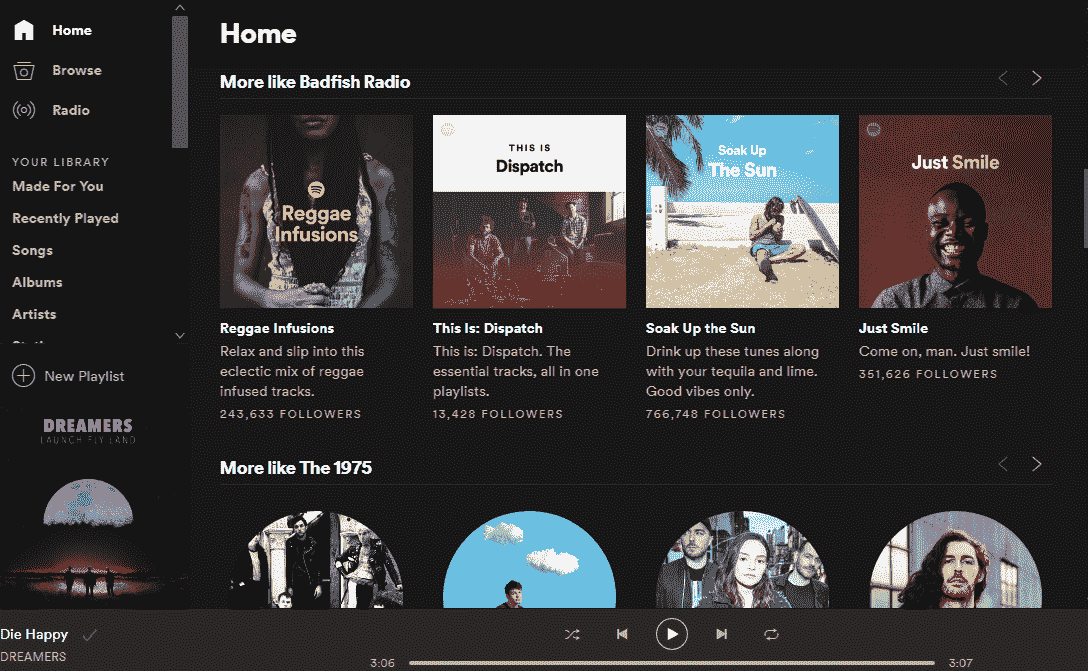 Home
Browse
Radio
YOUR LIBRARY
Made For You
Recently Played
Songs
Albums
Artists
New Playlist
DREAMERS
LAUNCH FLY LAND
Die Happy
DREAMERS
Home
More like Badfish Radio
Reggae
Infusions
THIS IS
Dispatch
Soak Up
The Sun
Just Smile
Reggae Infusions
Relax and slip into this
eclectic mix of reggae
infused tracks.
243,633 FOLLOWERS
This Is: Dispatch
This is: Dispatch. The
essential tracks, all in one
playlists.
13,428 FOLLOWERS
Soak Up the Sun
Drink up these tunes along
with your tequila and lime.
Good vibes only.
766,748 FOLLOWERS
Just Smile
Come on, man. Just smile!
351,626 FOLLOWERS
More like The 1975
3:06
3:07